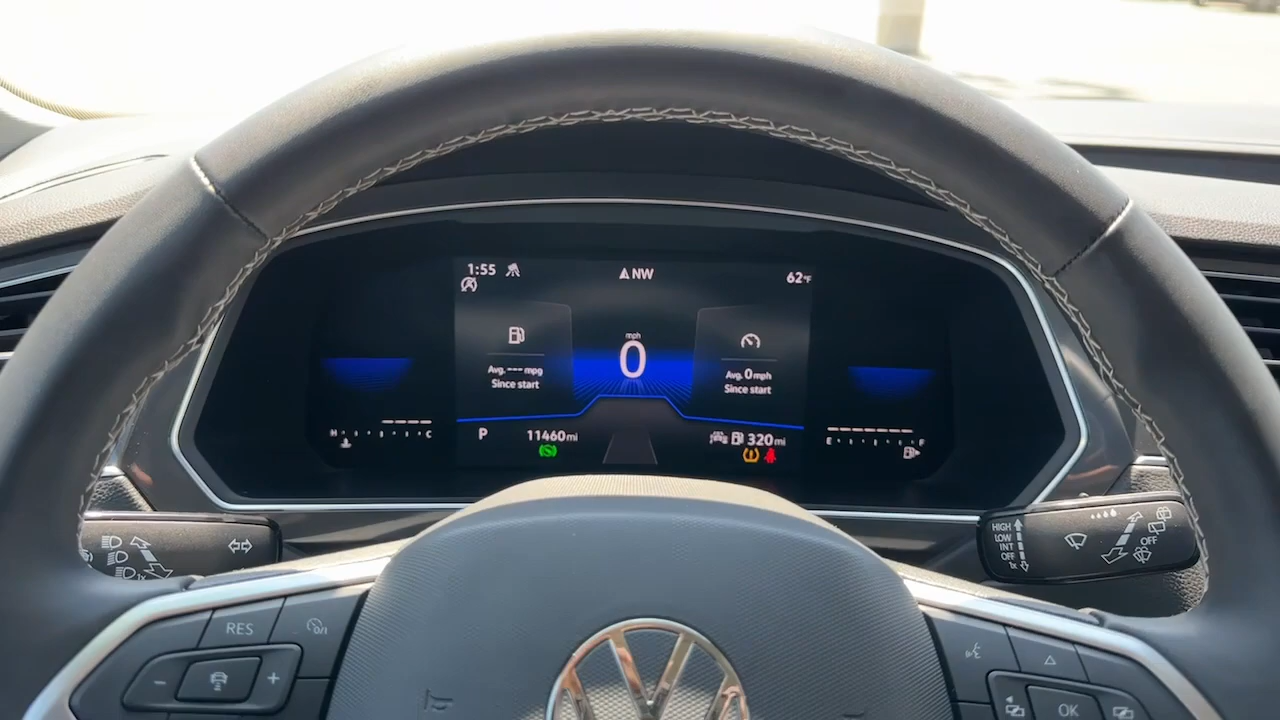 1:55
NW
62°F
mph
0
Avg. --- mpg
Since start
Avg. 0 mph
Since start
P
11460 mi
320 mi
H C
E F
HIGH
LOW
INT
OFF
1x
OFF
1x
RES
- +
OK